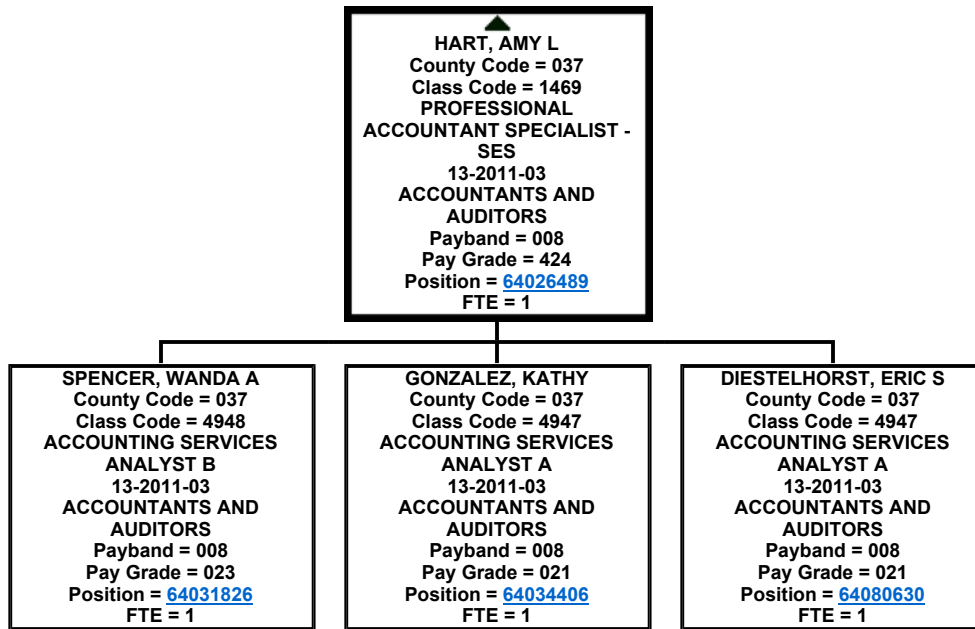 HART, AMY L
County Code = 037
Class Code = 1469
PROFESSIONAL
ACCOUNTANT SPECIALIST -
SES
13-2011-03
ACCOUNTANTS AND
AUDITORS
Payband = 008
Pay Grade = 424
Position = 64026489
FTE = 1
SPENCER, WANDA A
County Code = 037
Class Code = 4948
ACCOUNTING SERVICES
ANALYST B
13-2011-03
ACCOUNTANTS AND
AUDITORS
Payband = 008
Pay Grade = 023
Position = 64031826
FTE = 1
GONZALEZ, KATHY
County Code = 037
Class Code = 4947
ACCOUNTING SERVICES
ANALYST A
13-2011-03
ACCOUNTANTS AND
AUDITORS
Payband = 008
Pay Grade = 021
Position = 64034406
FTE = 1
DIESTELHORST, ERIC S
County Code = 037
Class Code = 4947
ACCOUNTING SERVICES
ANALYST A
13-2011-03
ACCOUNTANTS AND
AUDITORS
Payband = 008
Pay Grade = 021
Position = 64080630
FTE = 1